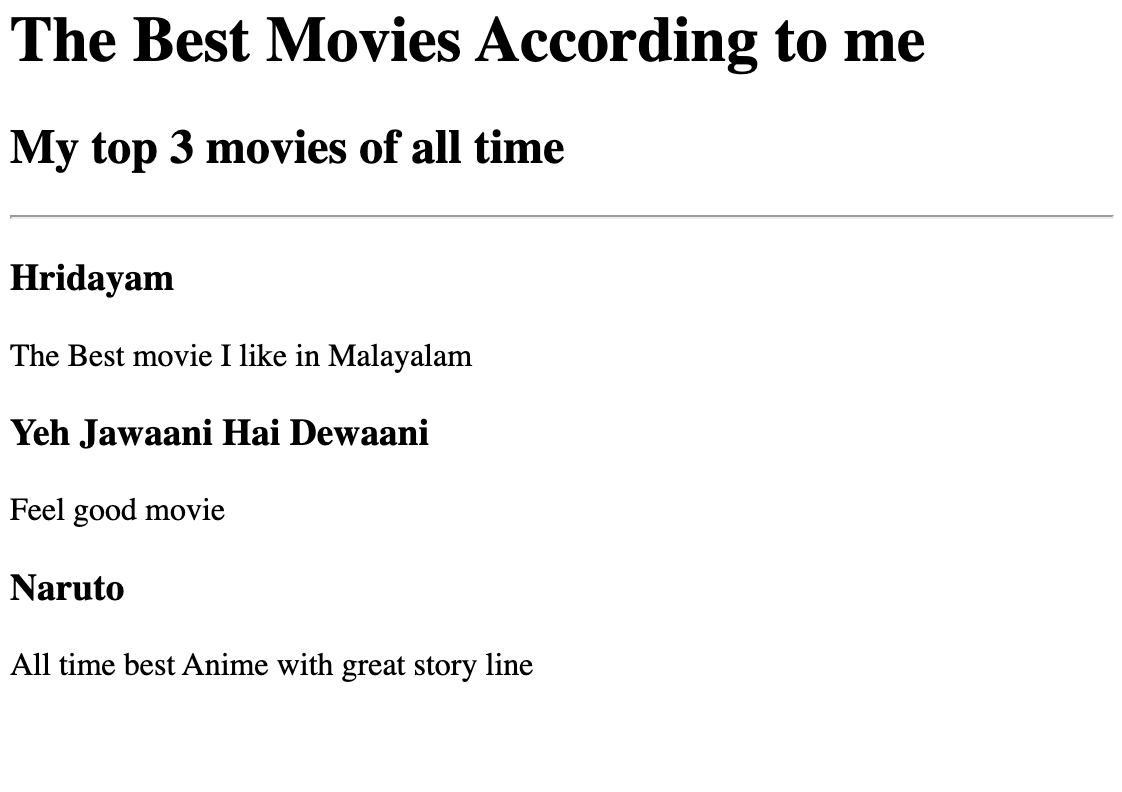 The Best Movies According to me
My top 3 movies of all time
Hridayam
The Best movie I like in Malayalam
Yeh Jawaani Hai Dewaani
Feel good movie
Naruto
All time best Anime with great story line